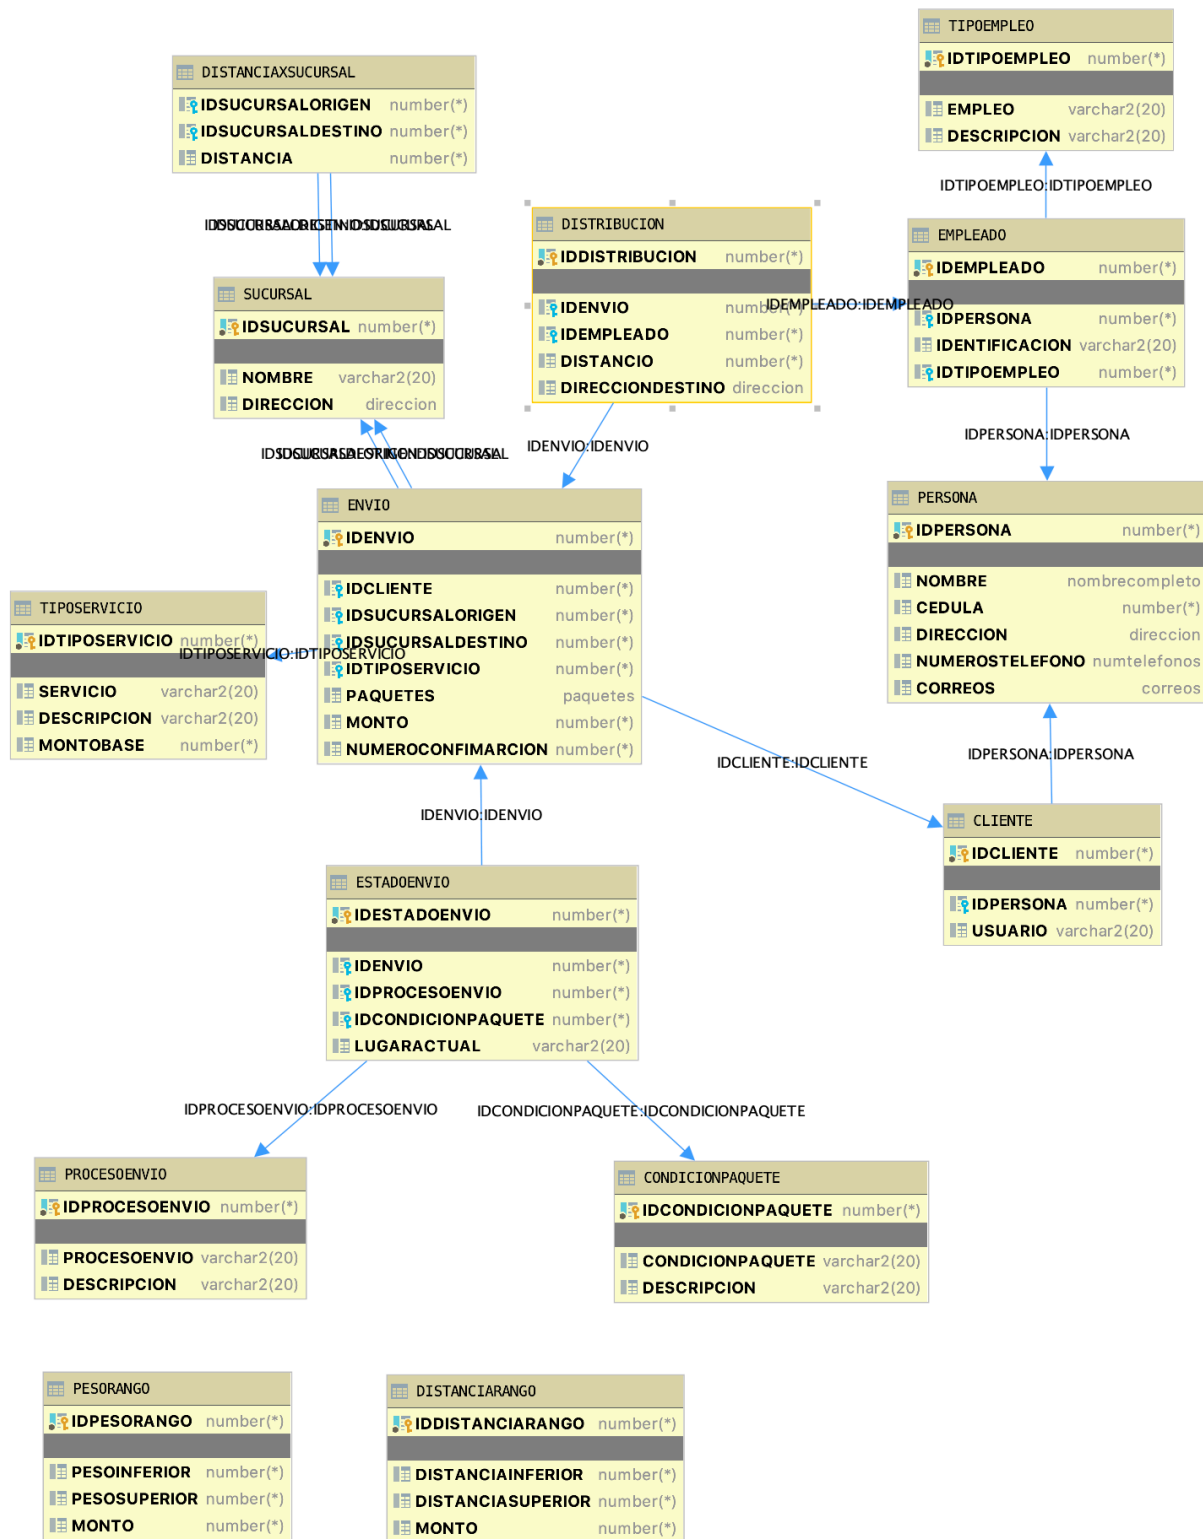 TIPOEMPLEO
IDTIPOEMPLEO number(*)
EMPLEO varchar2(20)
DESCRIPCION varchar2(20)
DISTANCIAXSUCURSAL
IDSUCURSALORIGEN number(*)
IDSUCURSALDESTINO number(*)
DISTANCIA number(*)
IDTIPOEMPLEO:IDTIPOEMPLEO
DISTRIBUCION
IDDISTRIBUCION number(*)
IDENVIO number(*)
IDEMPLEADO number(*)
DISTANCIO number(*)
DIRECCIONDESTINO direccion
IDEMPLEADO:IDEMPLEADO
EMPLEADO
IDEMPLEADO number(*)
IDPERSONA number(*)
IDENTIFICACION varchar2(20)
IDTIPOEMPLEO number(*)
SUCURSAL
IDSUCURSAL number(*)
NOMBRE varchar2(20)
DIRECCION direccion
IDENVIO:IDENVIO
IDPERSONA:IDPERSONA
ENVIO
IDENVIO number(*)
IDCLIENTE number(*)
IDSUCURSALORIGEN number(*)
IDSUCURSALDESTINO number(*)
IDTIPOSERVICIO number(*)
PAQUETES paquetes
MONTO number(*)
NUMEROCONFIMARCION number(*)
PERSONA
IDPERSONA number(*)
NOMBRE nombrecompleto
CEDULA number(*)
DIRECCION direccion
NUMEROSTELEFONO numtelefonos
CORREOS correos
TIPOSERVICIO
IDTIPOSERVICIO number(*)
SERVICIO varchar2(20)
DESCRIPCION varchar2(20)
MONTOBASE number(*)
IDTIPOSERVICIO:IDTIPOSERVICIO
IDCLIENTE:IDCLIENTE
IDPERSONA:IDPERSONA
CLIENTE
IDCLIENTE number(*)
IDPERSONA number(*)
USUARIO varchar2(20)
IDENVIO:IDENVIO
ESTADOENVIO
IDESTADOENVIO number(*)
IDENVIO number(*)
IDPROCESOENVIO number(*)
IDCONDICIONPAQUETE number(*)
LUGARACTUAL varchar2(20)
IDPROCESOENVIO:IDPROCESOENVIO
IDCONDICIONPAQUETE:IDCONDICIONPAQUETE
PROCESOENVIO
IDPROCESOENVIO number(*)
PROCESOENVIO varchar2(20)
DESCRIPCION varchar2(20)
CONDICIONPAQUETE
IDCONDICIONPAQUETE number(*)
CONDICIONPAQUETE varchar2(20)
DESCRIPCION varchar2(20)
PESORANGO
IDPESORANGO number(*)
PESOINFERIOR number(*)
PESOSUPERIOR number(*)
MONTO number(*)
DISTANCIARANGO
IDDISTANCIARANGO number(*)
DISTANCIAINFERIOR number(*)
DISTANCIASUPERIOR number(*)
MONTO number(*)